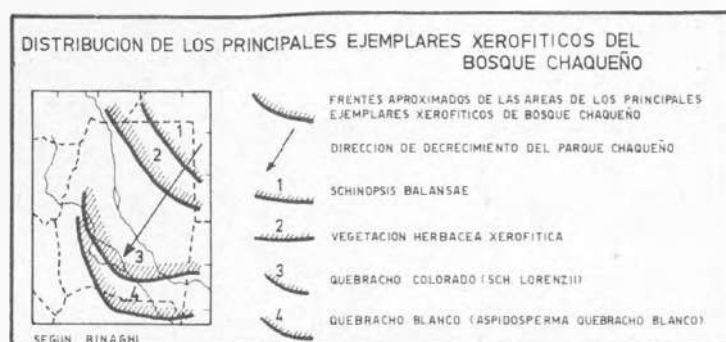 DISTRIBUCION DE LOS PRINCIPALES EJEMPLARES XEROFITICOS DEL
BOSQUE CHAQUEÑO
1
2
3
4
SEGUN BINAGHI
FRENTES APROXIMADOS DE LAS AREAS DE LOS PRINCIPALES
EJEMPLARES XEROFITICOS DE BOSQUE CHAQUEÑO
DIRECCION DE DECRECIMIENTO DEL PARQUE CHAQUEÑO
1 SCHINOPSIS BALANSAE
2 VEGETACION HERBACEA XEROFITICA
3 QUEBRACHO COLORADO (SCH. LORENZII)
4 QUEBRACHO BLANCO (ASPIDOSPERMA QUEBRACHO BLANCO)